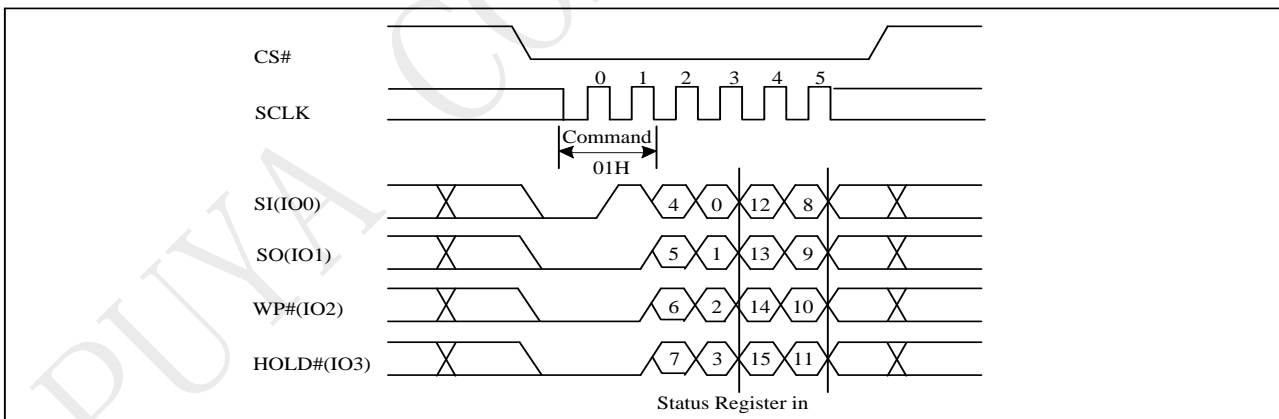 CS#
0 1 2 3 4 5
SCLK
Command
01H
SI(IO0) 4 0 12 8
SO(IO1) 5 1 13 9
WP#(IO2) 6 2 14 10
HOLD#(IO3) 7 3 15 11
Status Register in
PUYA